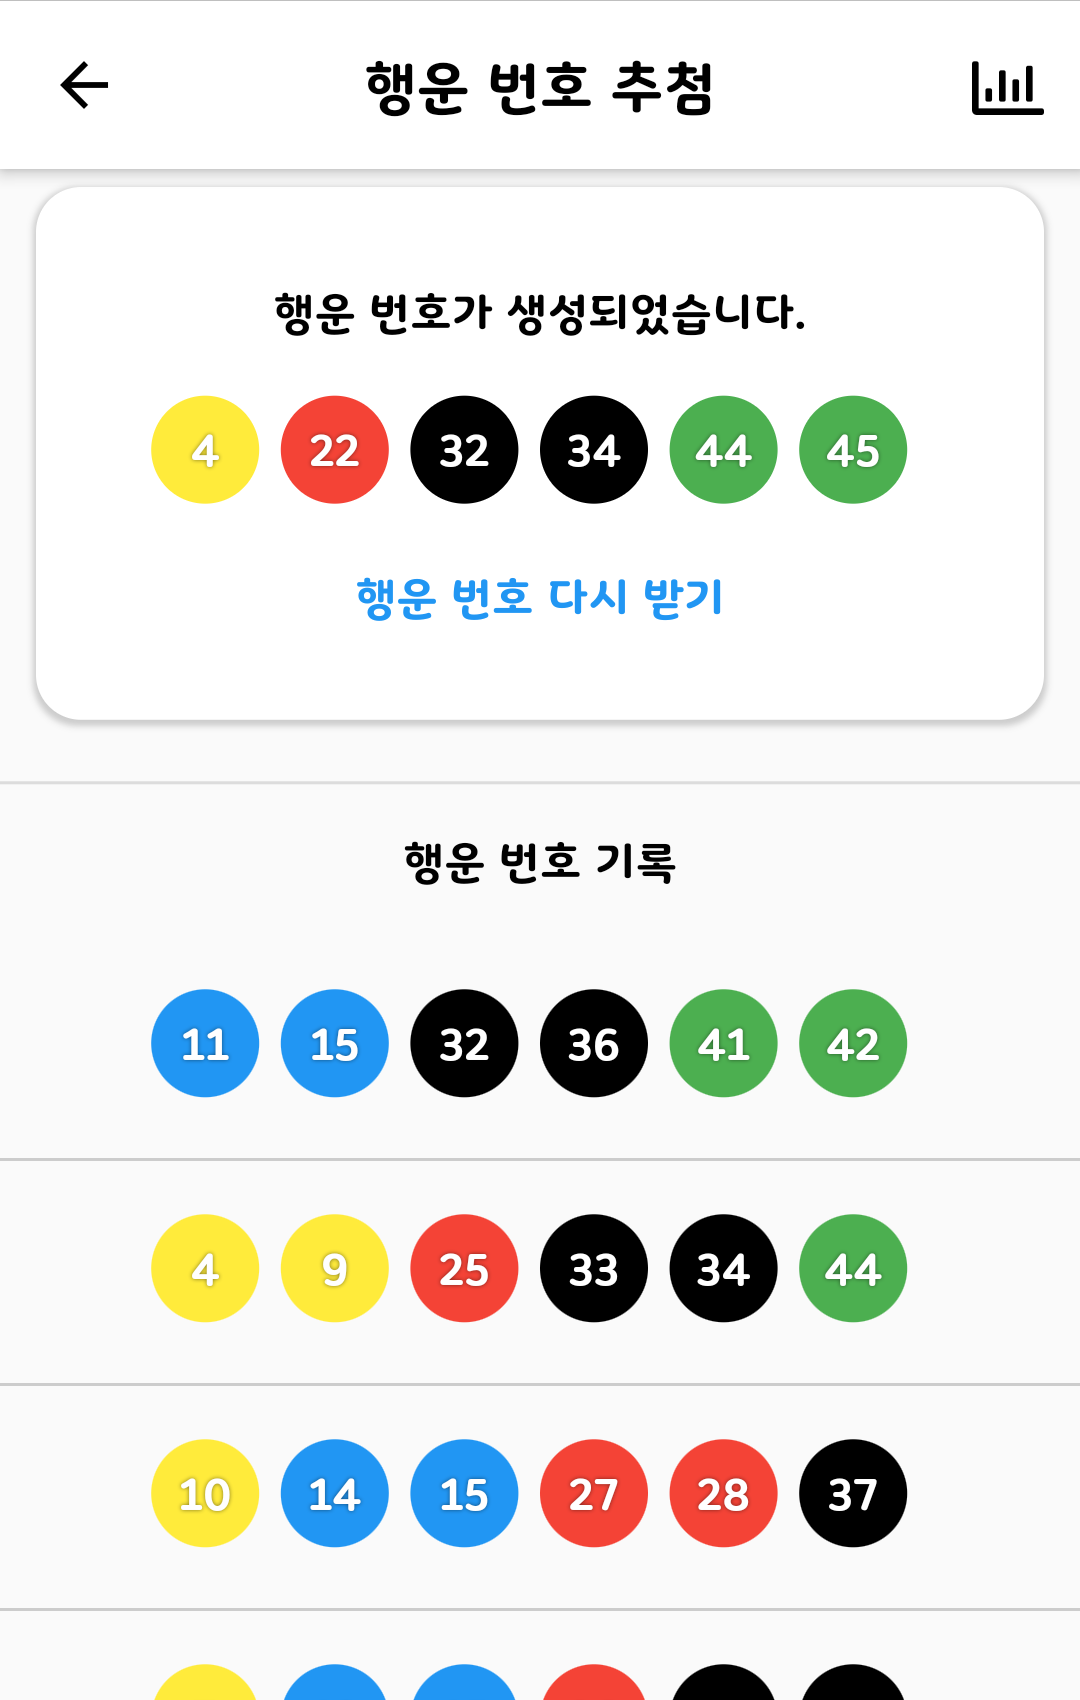 행운 번호 추첨
행운 번호가 생성되었습니다.
4 22 32 34 44 45
행운 번호 다시 받기
행운 번호 기록
11 15 32 36 41 42
4 9 25 33 34 44
10 14 15 27 28 37